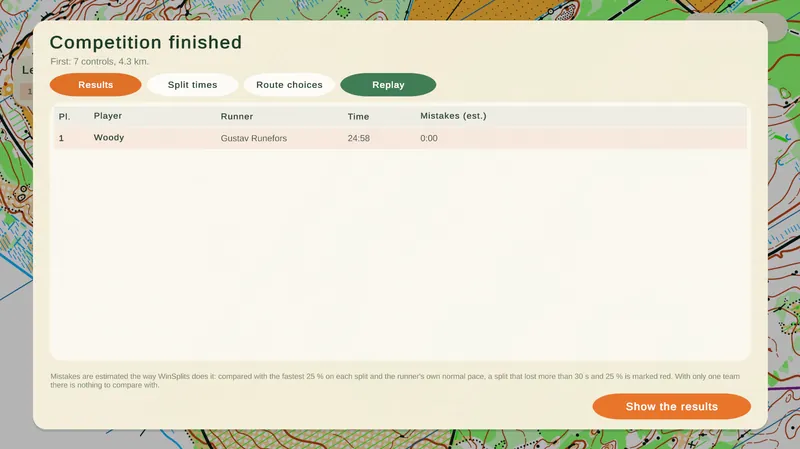 Competition finished
First: 7 controls, 4.3 km.
Results Split times Route choices Replay
Pl. Player Runner Time Mistakes (est.)
1 Woody Gustav Runefors 24:58 0:00
Mistakes are estimated the way WinSplits does it: compared with the fastest 25 % on each split and the runner's own normal pace, a split that lost more than 30 s and 25 % is marked red. With only one team
there is nothing to compare with.
Show the results